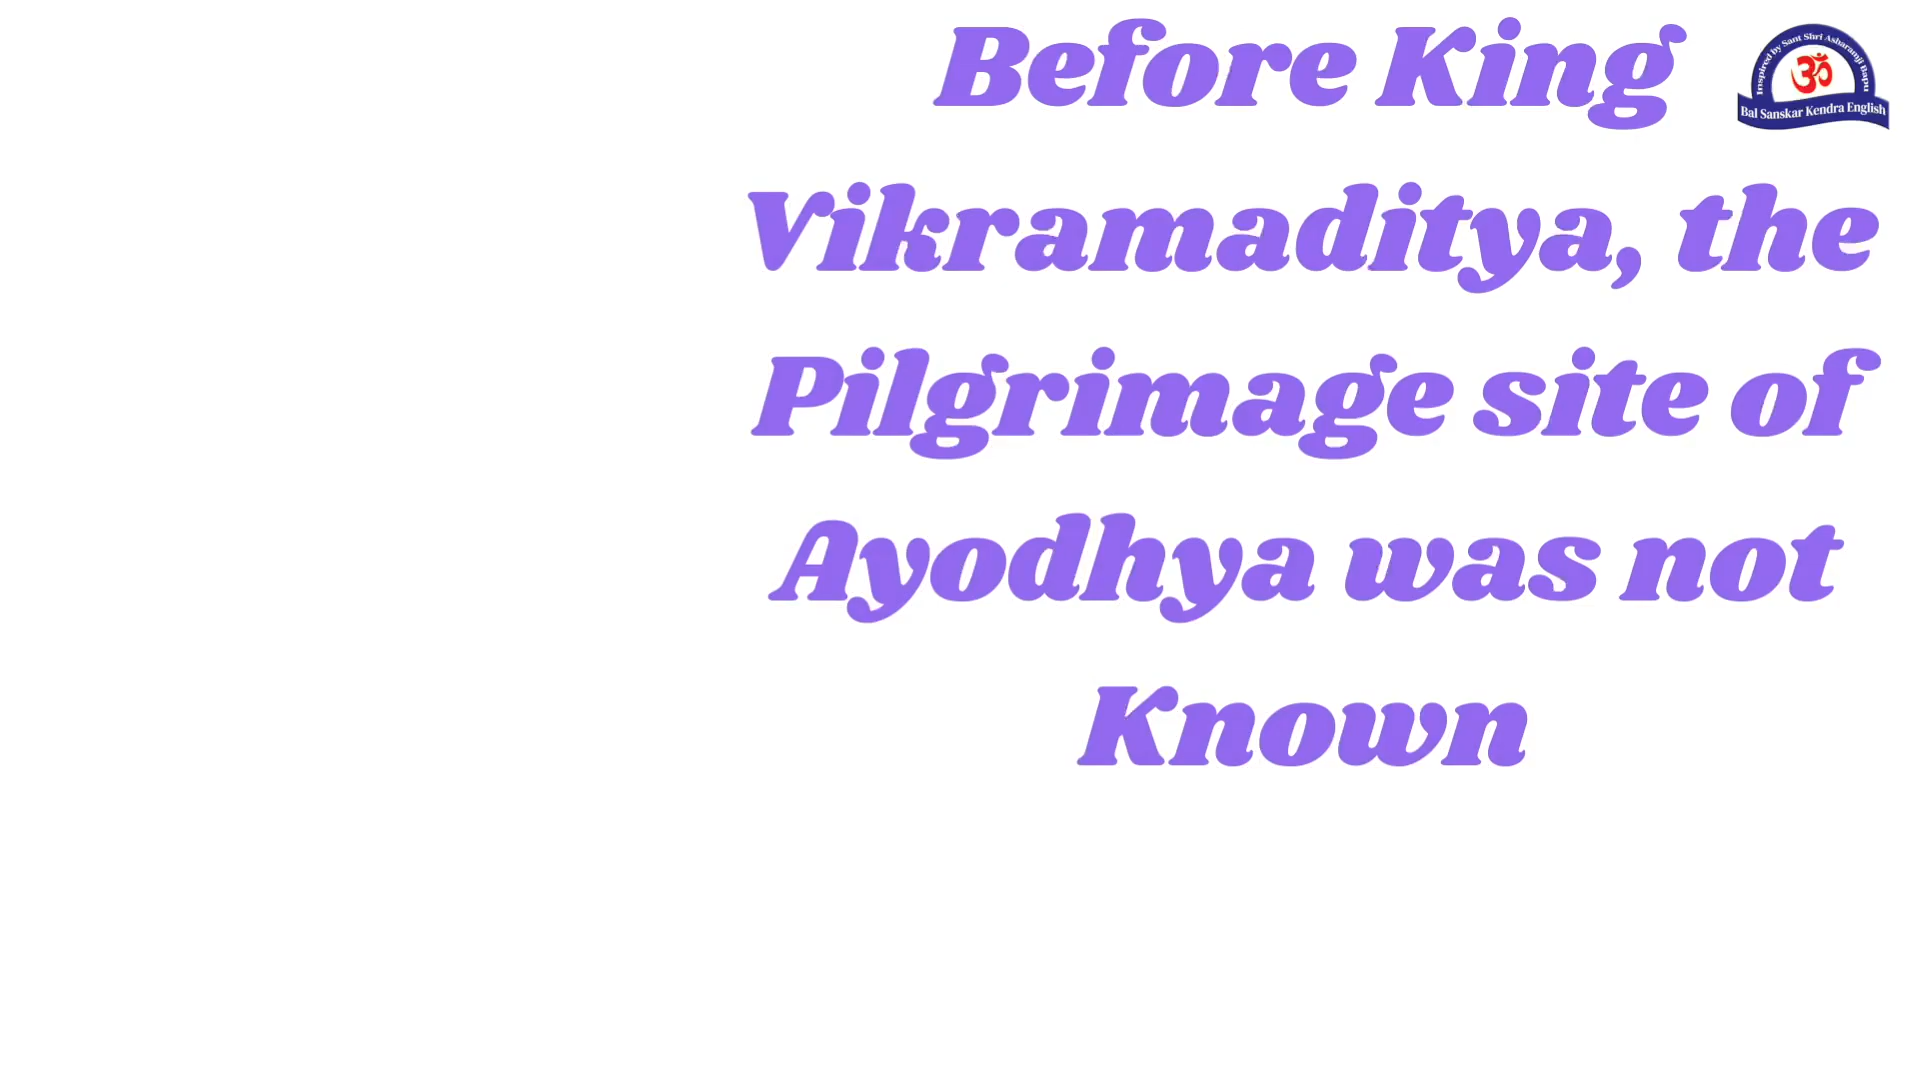 Before King
Vikramaditya, the
Pilgrimage site of
Ayodhya was not
Known
Inspired by Sant Shri Asharamji Bapu
ॐ
Bal Sanskar Kendra English